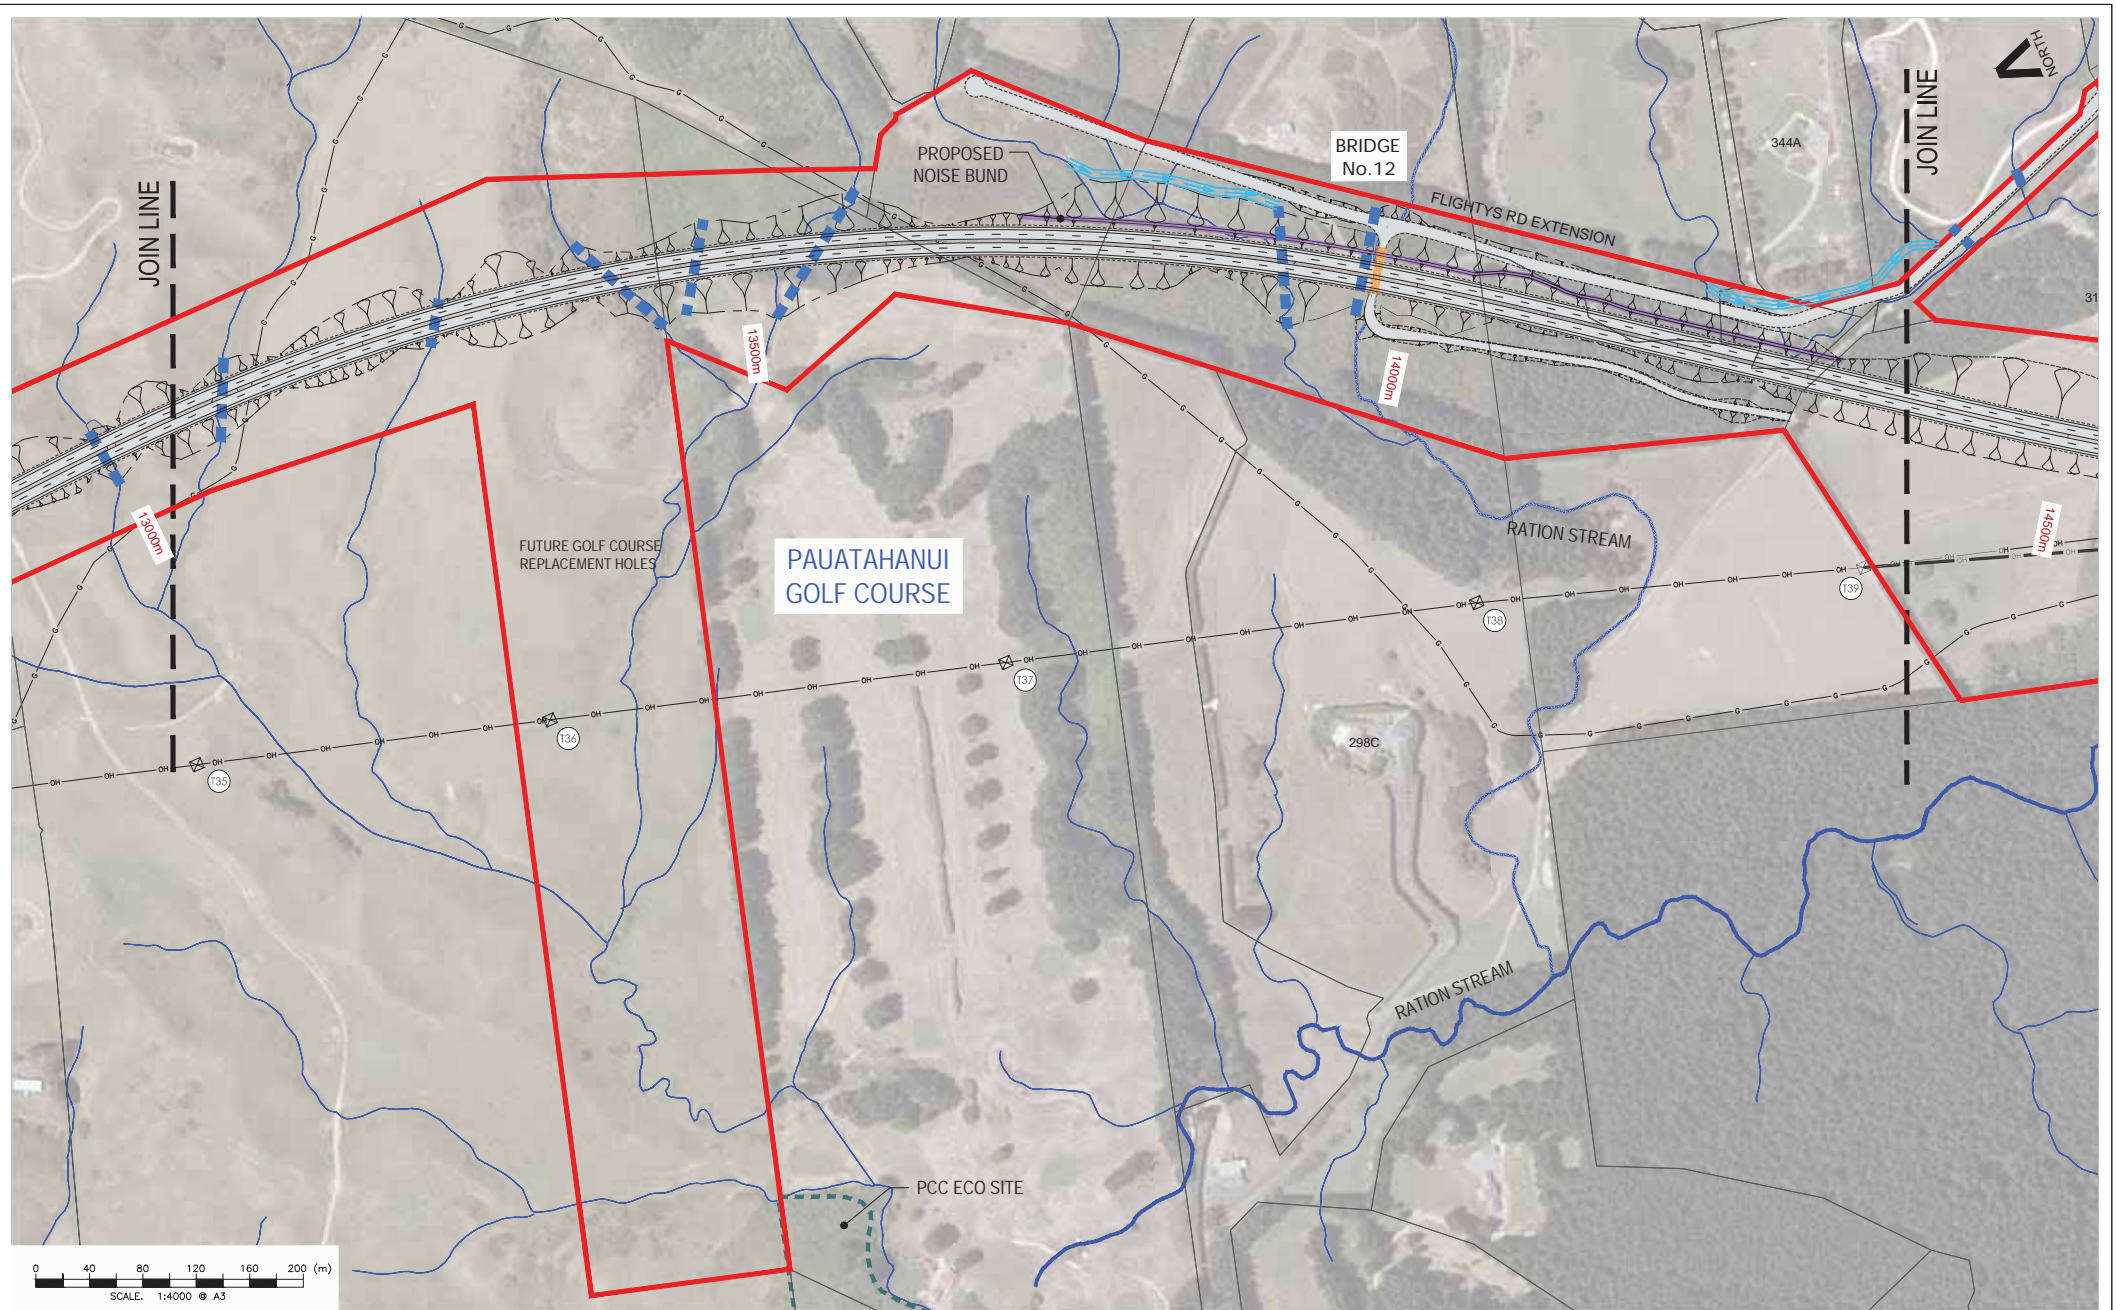 NORTH
JOIN LINE
JOIN LINE
PROPOSED
NOISE BUND
BRIDGE
No.12
344A
FLIGHTYS RD EXTENSION
31
13500m
14000m
13000m
14500m
FUTURE GOLF COURSE
REPLACEMENT HOLES
PAUATAHANUI
GOLF COURSE
RATION STREAM
T39
T38
T37
T36
T35
298C
RATION STREAM
PCC ECO SITE
0 40 80 120 160 200 (m)
SCALE. 1:4000 @ A3